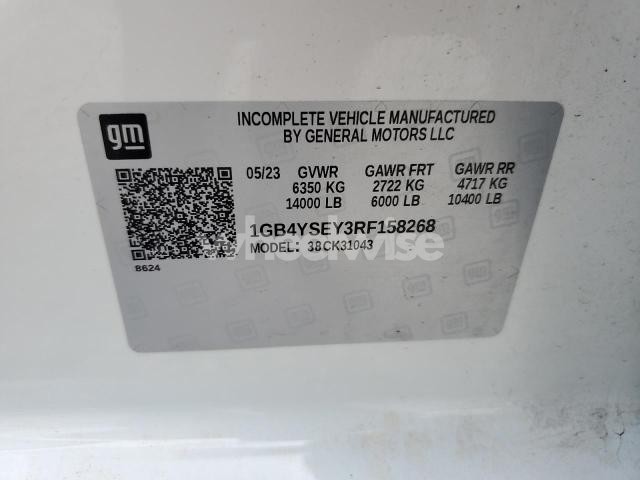 gm
INCOMPLETE VEHICLE MANUFACTURED
BY GENERAL MOTORS LLC
05/23 GVWR GAWR FRT GAWR RR
6350 KG 2722 KG 4717 KG
14000 LB 6000 LB 10400 LB
1GB4YSEY3RF158268
wheelwise
MODEL: 38CK31043
8624